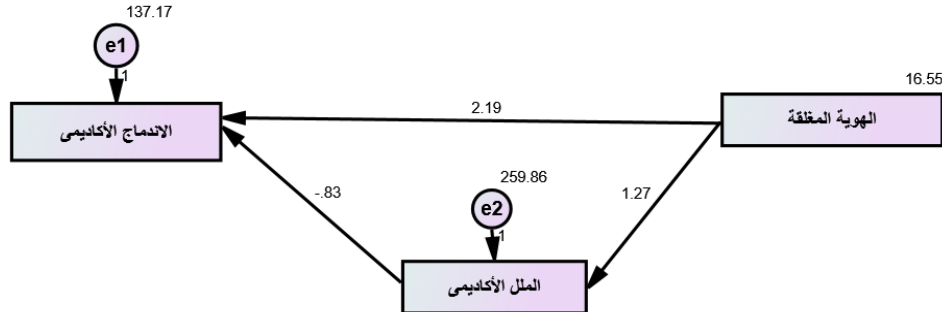 137.17
e1
1
16.55
الاندماج الأكاديمى
2.19
الهوية المغلقة
-.83
259.86
e2
1
1.27
الملل الأكاديمى